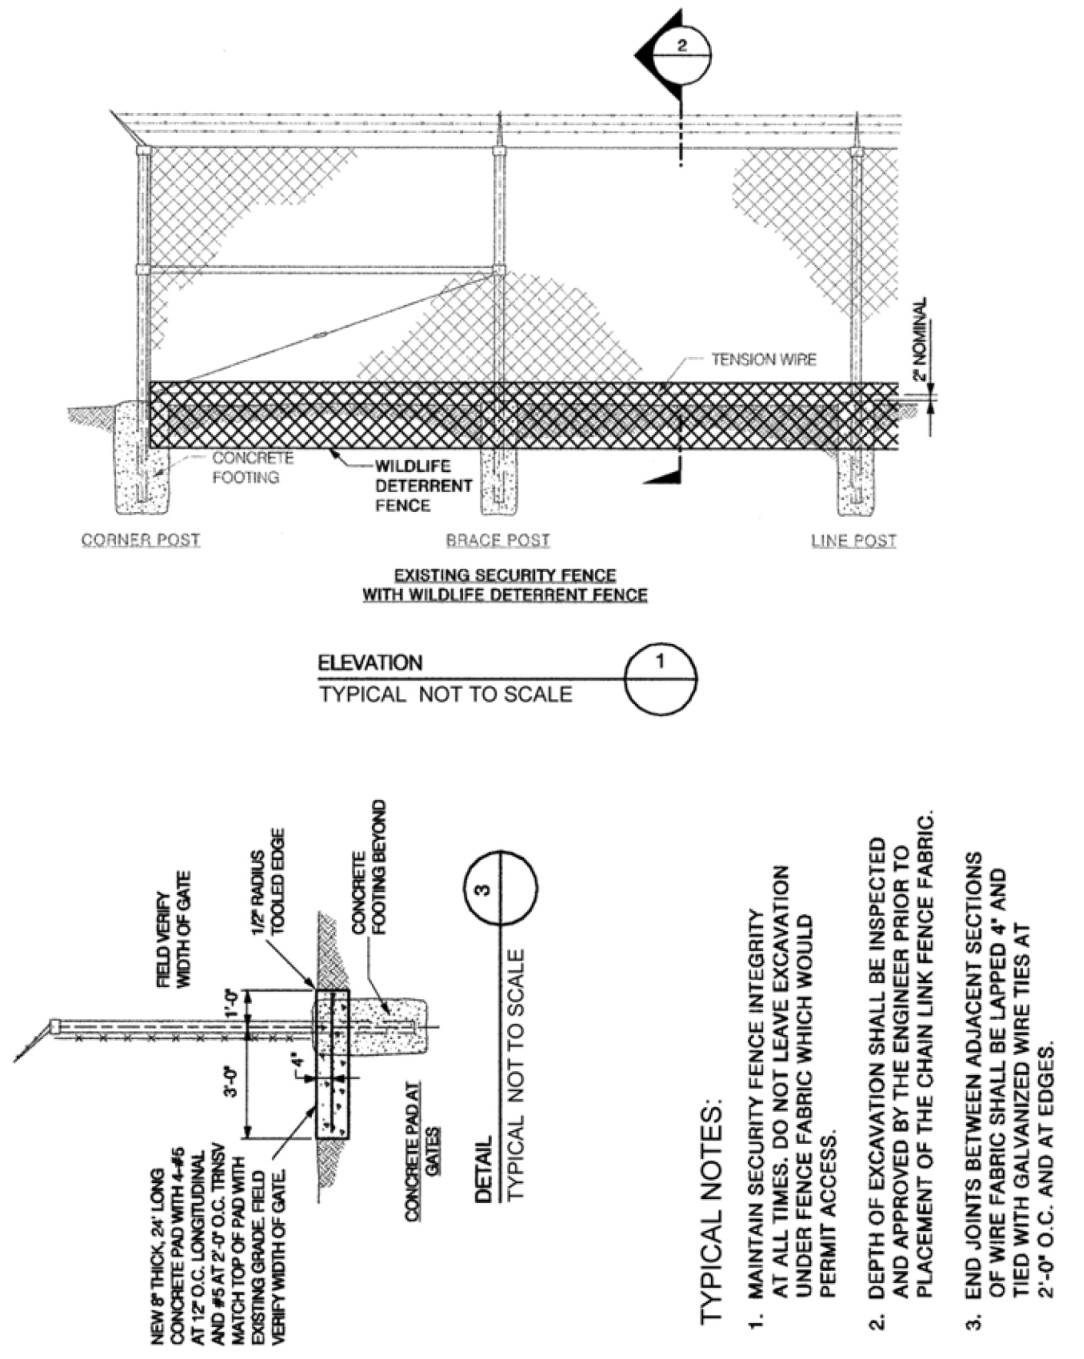 2
2" NOMINAL
TENSION WIRE
CONCRETE
FOOTING
WILDLIFE
DETERRENT
FENCE
CORNER POST
BRACE POST
LINE POST
EXISTING SECURITY FENCE
WITH WILDLIFE DETERRENT FENCE
ELEVATION
TYPICAL NOT TO SCALE
1
NEW 8" THICK, 24' LONG
CONCRETE PAD WITH 4-#5
AT 12" O.C. LONGITUDINAL
AND #5 AT 2'-0" O.C. TRNSV
MATCH TOP OF PAD WITH
EXISTING GRADE. FIELD
VERIFY WIDTH OF GATE.
FIELD VERIFY
WIDTH OF GATE
3'-0"
1'-0"
4"
1/2" RADIUS
TOOLED EDGE
CONCRETE
FOOTING BEYOND
CONCRETE PAD AT
GATES
DETAIL
TYPICAL NOT TO SCALE
3
TYPICAL NOTES:
1. MAINTAIN SECURITY FENCE INTEGRITY
AT ALL TIMES. DO NOT LEAVE EXCAVATION
UNDER FENCE FABRIC WHICH WOULD
PERMIT ACCESS.
2. DEPTH OF EXCAVATION SHALL BE INSPECTED
AND APPROVED BY THE ENGINEER PRIOR TO
PLACEMENT OF THE CHAIN LINK FENCE FABRIC.
3. END JOINTS BETWEEN ADJACENT SECTIONS
OF WIRE FABRIC SHALL BE LAPPED 4" AND
TIED WITH GALVANIZED WIRE TIES AT
2'-0" O.C. AND AT EDGES.